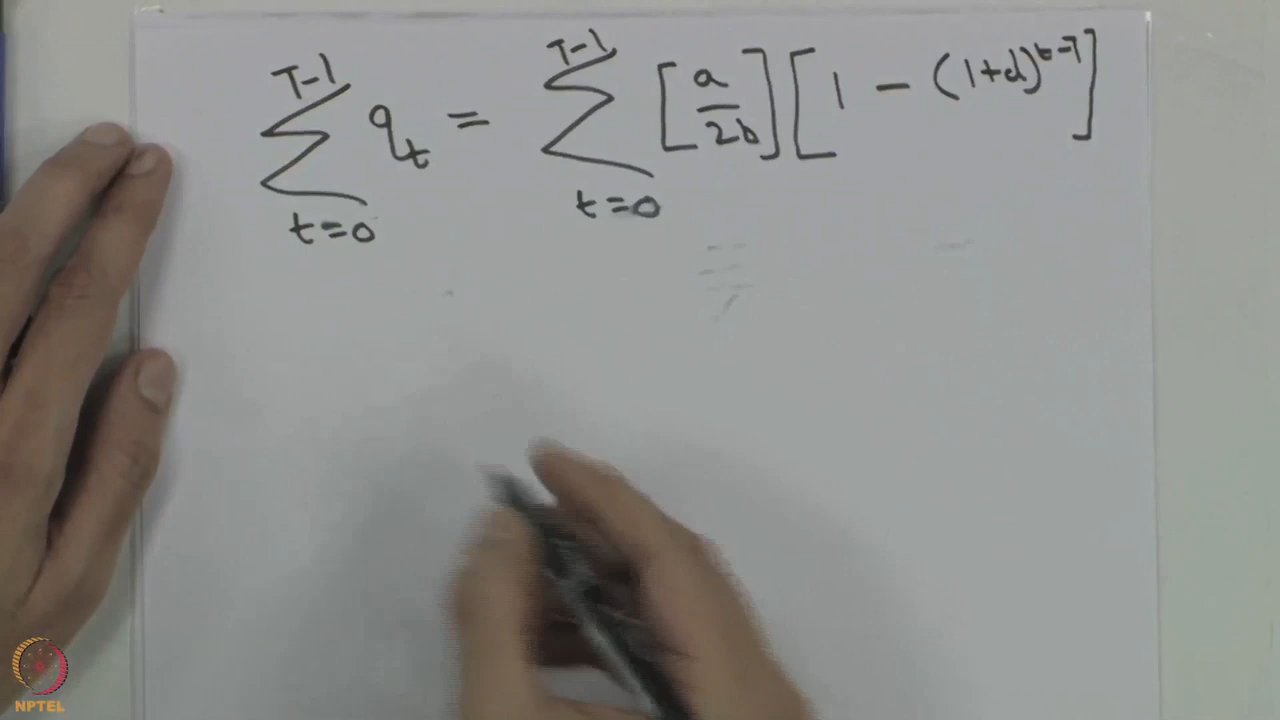 T-1 T-1
∑ q_t = ∑ [a/2b] [1 - (1+d)^{t-T}]
t=0 t=0
NPTEL